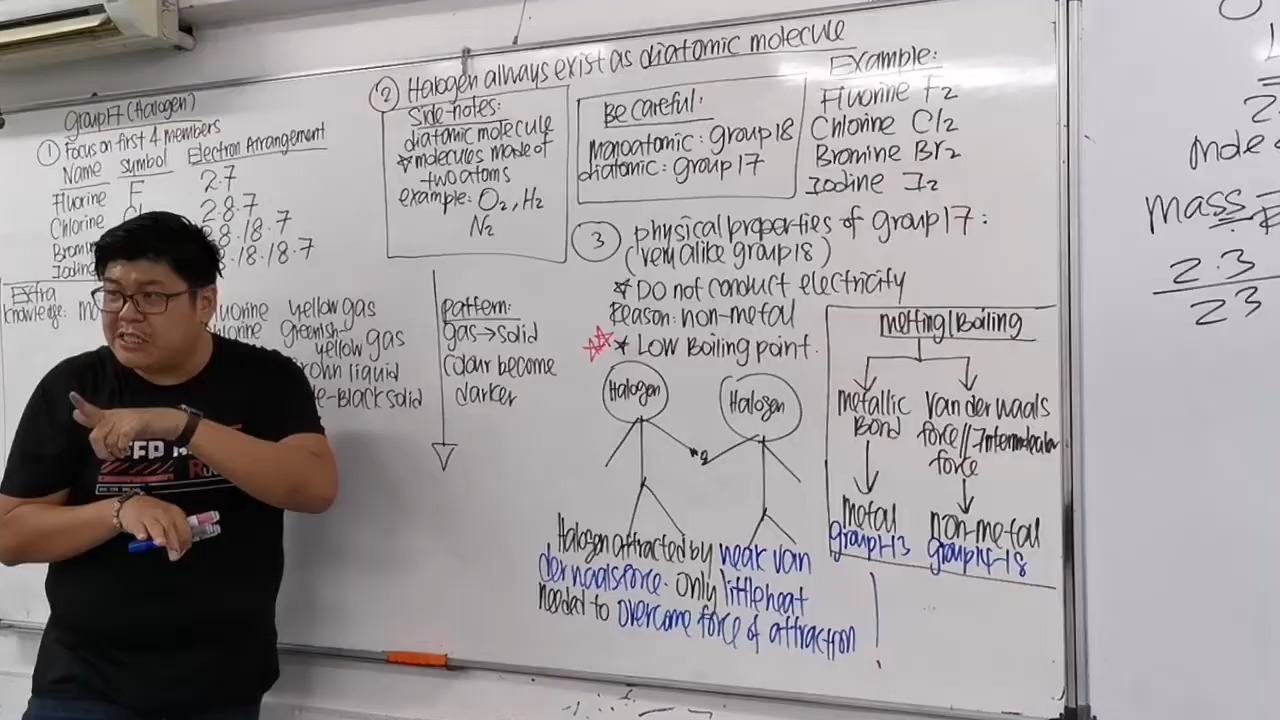 Group17 (Halogen)
1 Focus on first 4 members
Name Symbol Electron Arrangement
Fluorine F 2.7
Chlorine Cl 2.8.7
.8.18.7
.18.18.7
Extra
knowledge:
yellow gas
greenish-
yellow gas
liquid
-Black solid
2 Halogen always exist as diatomic molecule
Side-notes:
diatomic molecule
* molecules made of
two atoms
example: O2, H2
N2
Be careful:
monoatomic: group 18
diatomic: group 17
Example:
Fluorine F2
Chlorine Cl2
Bromine Br2
Iodine I2
pattern:
gas→solid
Colour become
darker
3 physical properties of group 17:
(very alike group 18)
* DO not conduct electricity
Reason: non-metal
* LOW Boiling point.
Halogen Halogen
Halogen attracted by weak van
der waals force. Only little heat
needed to overcome force of attraction
Melting/Boiling
Metallic
Bond
Van der waals
force//Intermolecular
force
metal
group1-13
non-metal
group14-18
mass =
2.3
23